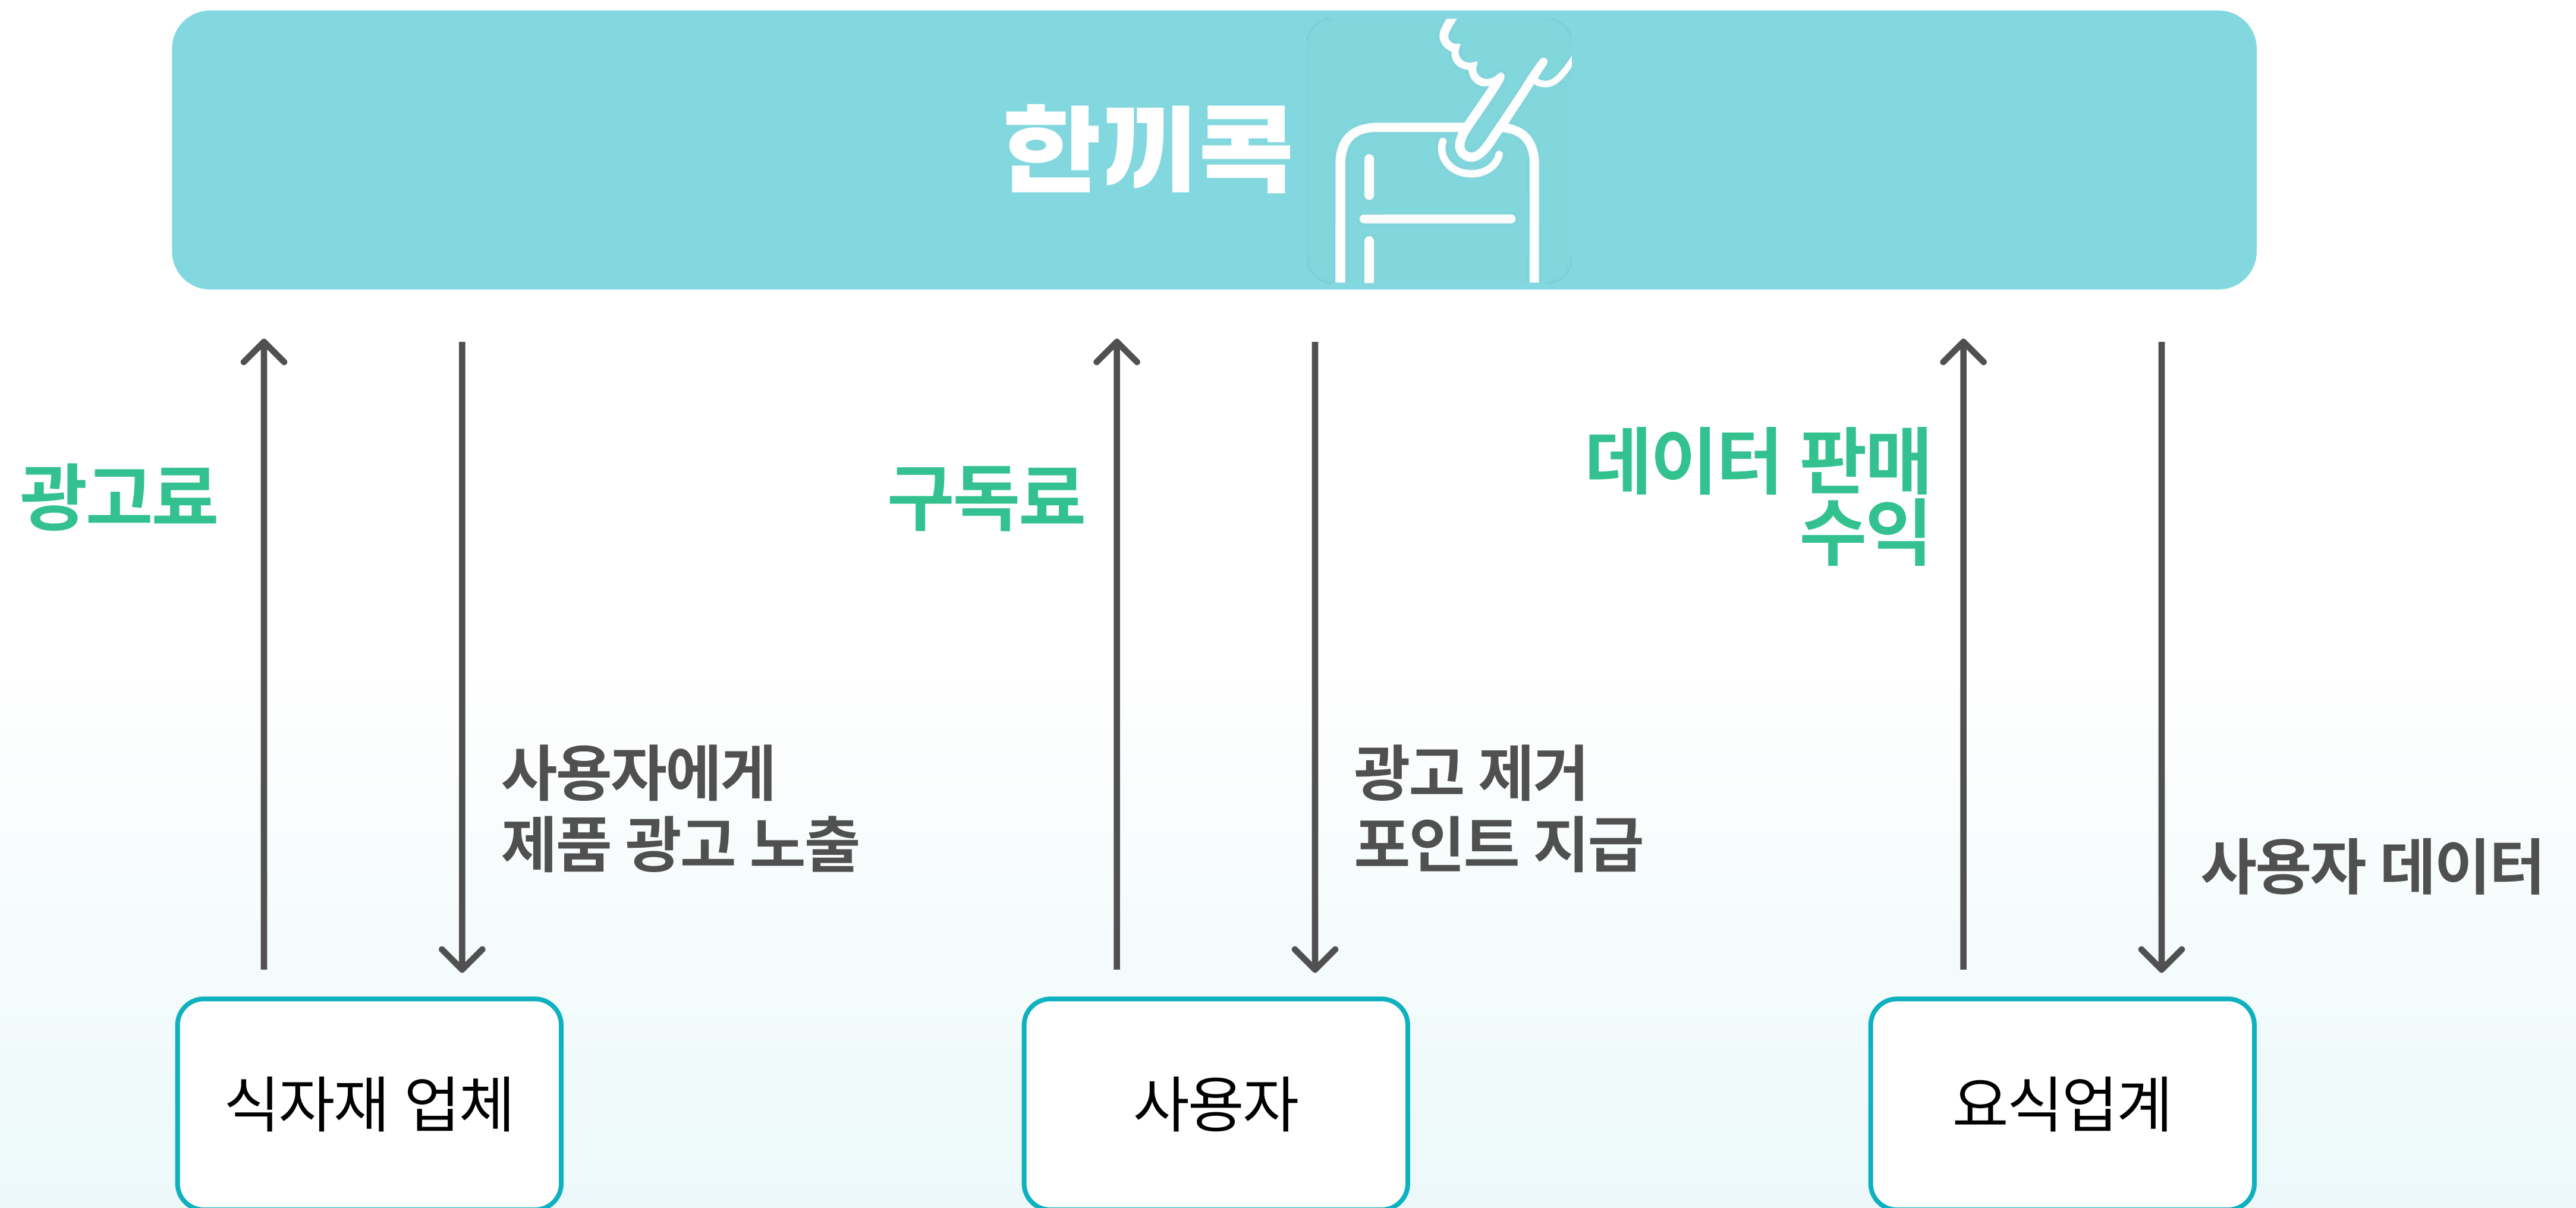 한끼콕
광고료
사용자에게
제품 광고 노출
구독료
광고 제거
포인트 지급
데이터 판매
수익
사용자 데이터
식자재 업체
사용자
요식업계